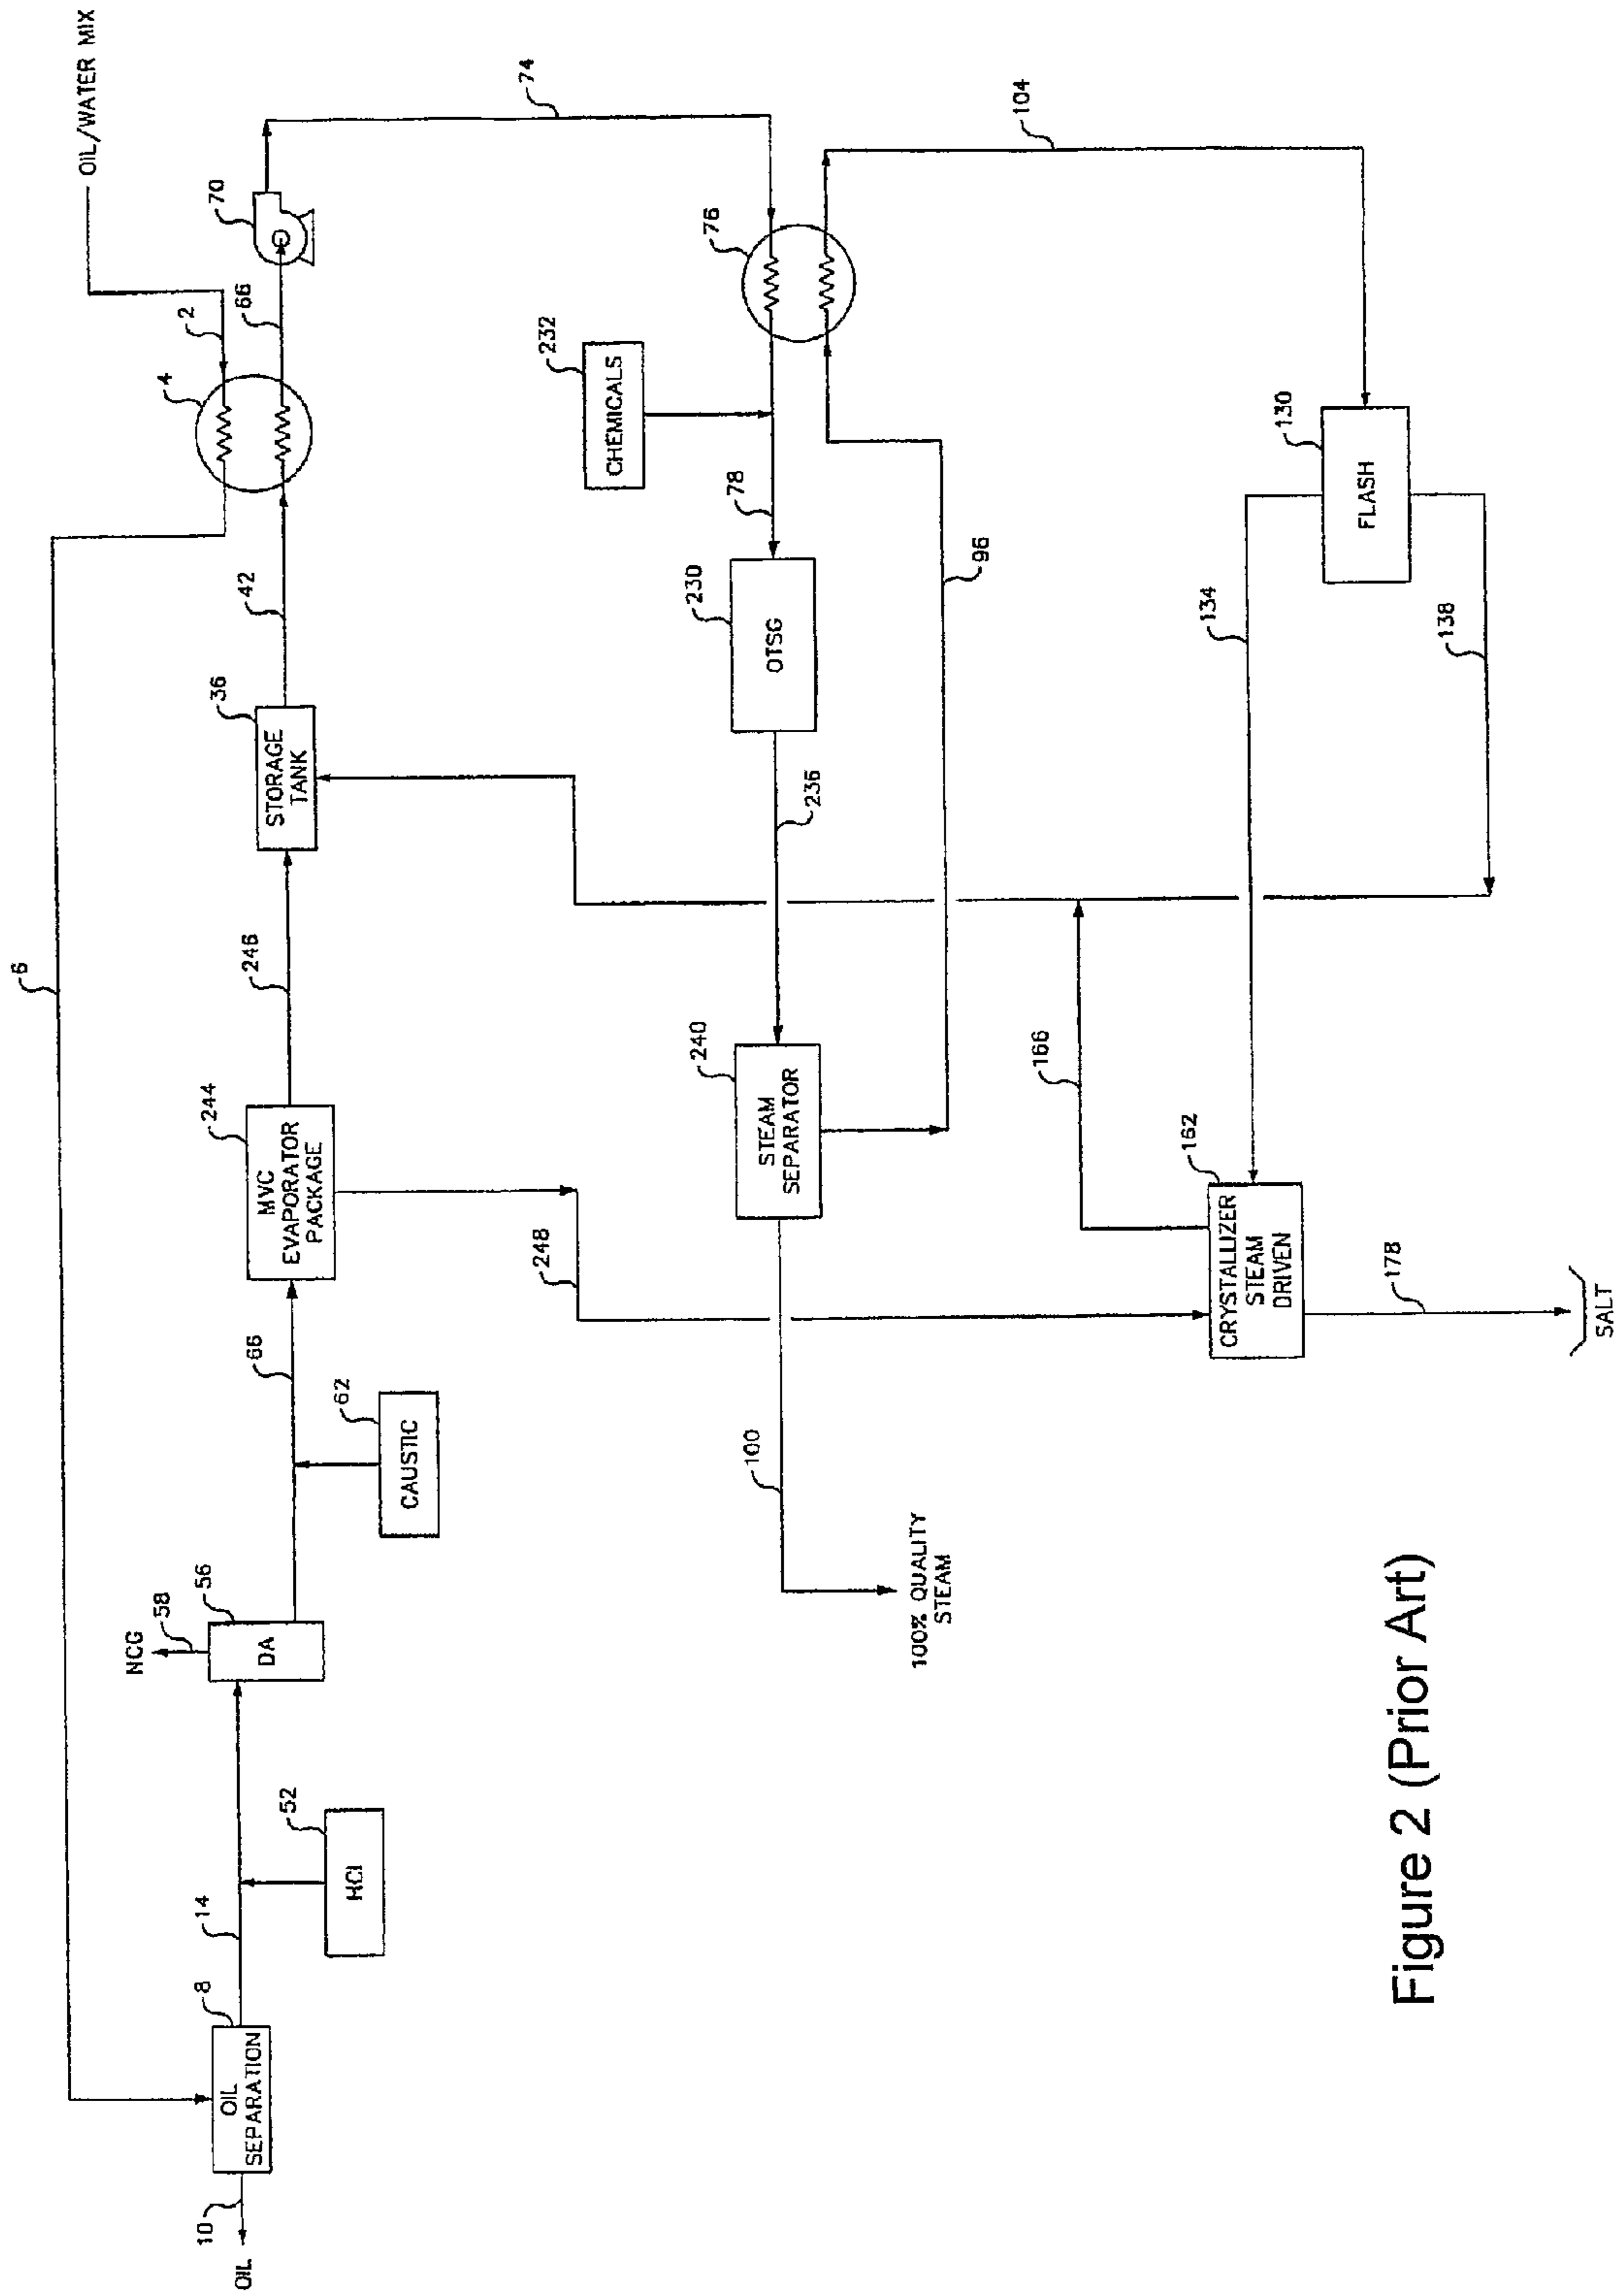 OIL/WATER MIX
6
2
4
66
70
74
42
36
STORAGE
TANK
246
244
MVC
EVAPORATOR
PACKAGE
66
62
CAUSTIC
NCG
58
56
DA
52
HCl
14
8
OIL
SEPARATION
10
OIL
76
232
CHEMICALS
78
230
OTSG
236
240
STEAM
SEPARATOR
248
100
100% QUALITY
STEAM
96
104
130
FLASH
134
138
166
162
CRYSTALLIZER
STEAM
DRIVEN
178
SALT
Figure 2 (Prior Art)